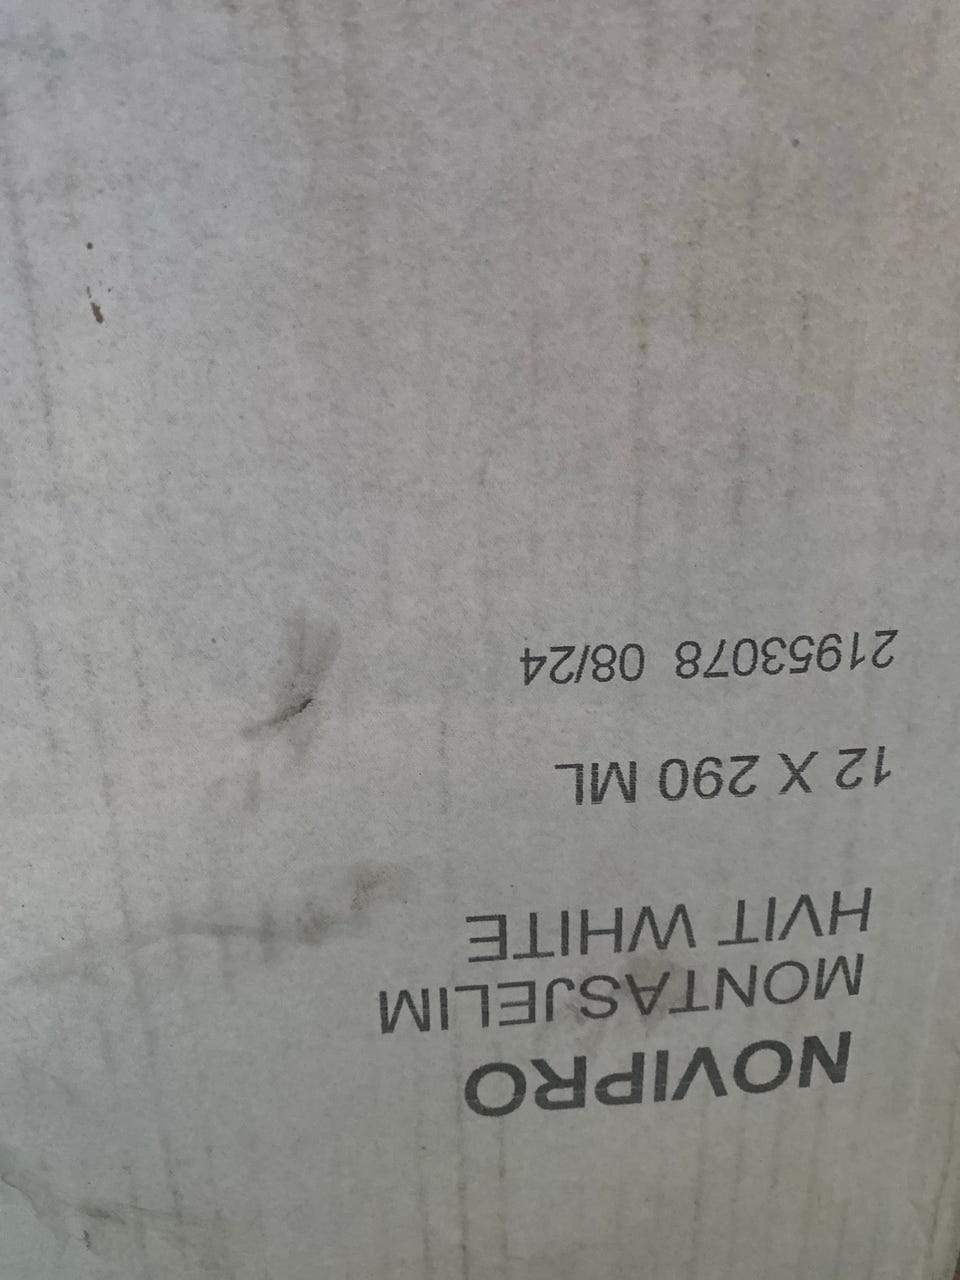 NOVIPRO
MONTASJELIM
HVIT WHITE
12 X 290 ML
21953078 08/24